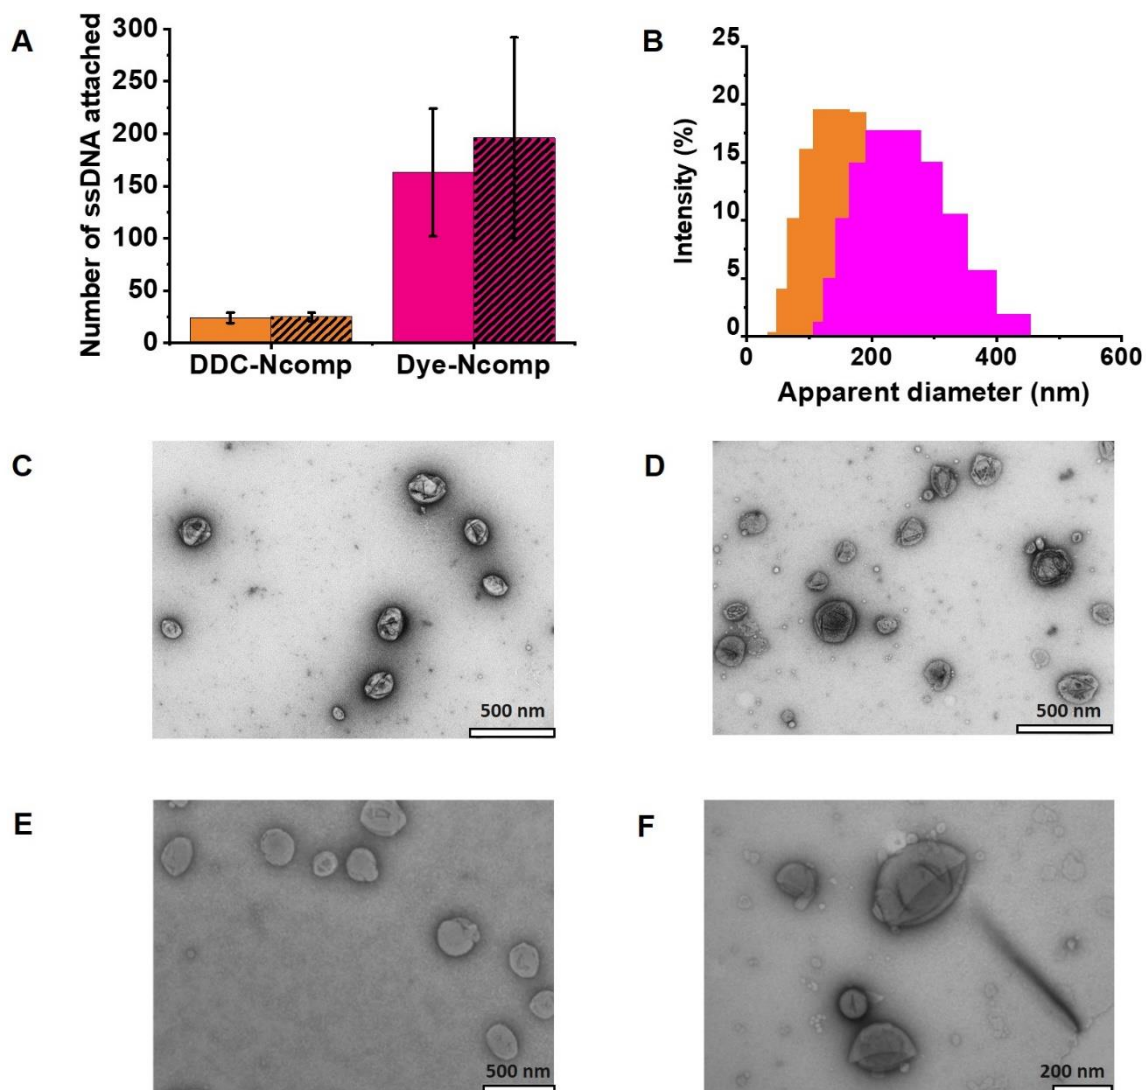 A
Number of ssDNA attached
300
250
200
150
100
50
0
DDC-Ncomp
Dye-Ncomp
B
Intensity (%)
25
20
15
10
5
0
0
200
400
600
Apparent diameter (nm)
C
500 nm
D
500 nm
E
500 nm
F
200 nm